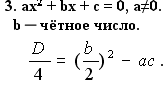 3. ax² + bx + c = 0, a≠0.
b — чётное число.
D/4 = (b/2)² − ac .